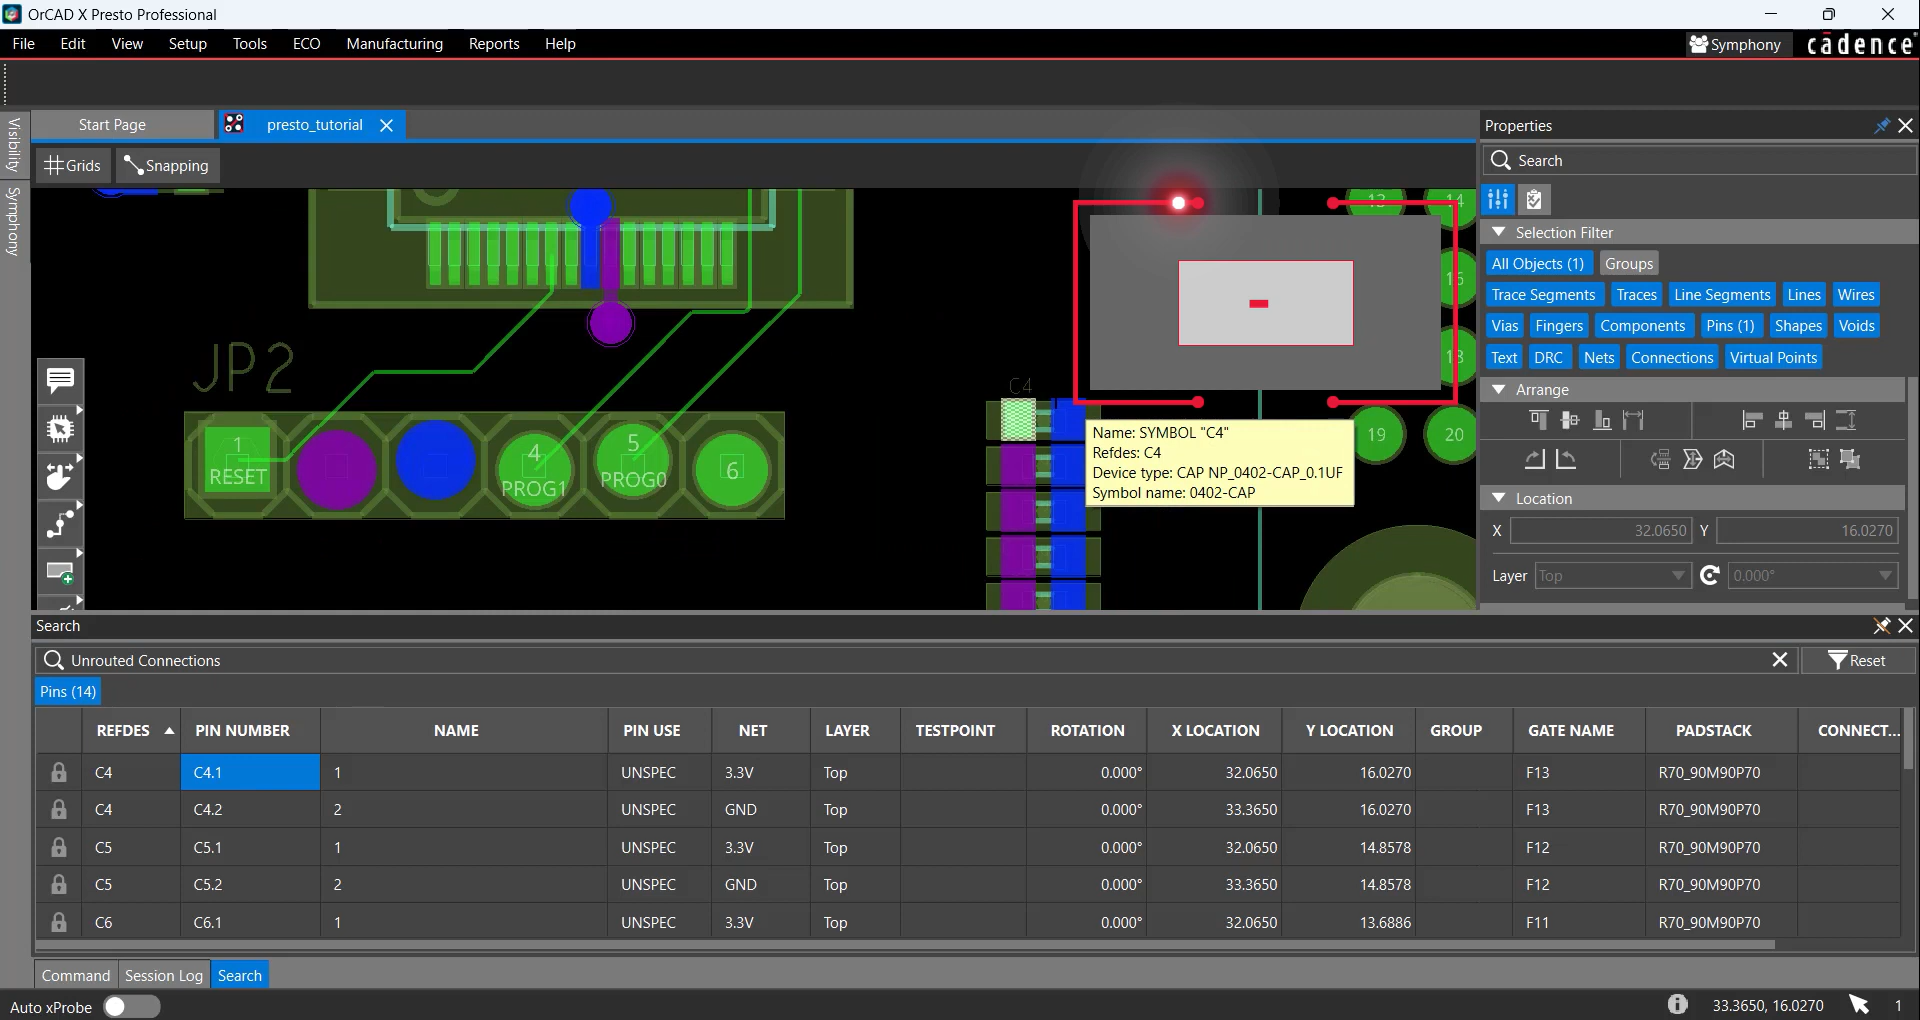 OrCAD X Presto Professional
File Edit View Setup Tools ECO Manufacturing Reports Help
Symphony
cādence
Visibility
Symphony
Start Page
presto_tutorial
Grids
Snapping
JP2
1
RESET
4
PROG1
5
PROG0
6
C4
13
14
16
18
19
20
Name: SYMBOL "C4"
Refdes: C4
Device type: CAP NP_0402-CAP_0.1UF
Symbol name: 0402-CAP
Properties
Search
Selection Filter
All Objects (1) Groups
Trace Segments Traces Line Segments Lines Wires
Vias Fingers Components Pins (1) Shapes Voids
Text DRC Nets Connections Virtual Points
Arrange
Location
X 32.0650 Y 16.0270
Layer Top 0.000°
Search
Unrouted Connections
Reset
Pins (14)
REFDES PIN NUMBER NAME PIN USE NET LAYER TESTPOINT ROTATION X LOCATION Y LOCATION GROUP GATE NAME PADSTACK CONNECT...
C4 C4.1 1 UNSPEC 3.3V Top 0.000° 32.0650 16.0270 F13 R70_90M90P70
C4 C4.2 2 UNSPEC GND Top 0.000° 33.3650 16.0270 F13 R70_90M90P70
C5 C5.1 1 UNSPEC 3.3V Top 0.000° 32.0650 14.8578 F12 R70_90M90P70
C5 C5.2 2 UNSPEC GND Top 0.000° 33.3650 14.8578 F12 R70_90M90P70
C6 C6.1 1 UNSPEC 3.3V Top 0.000° 32.0650 13.6886 F11 R70_90M90P70
Command Session Log Search
Auto xProbe
33.3650, 16.0270
1